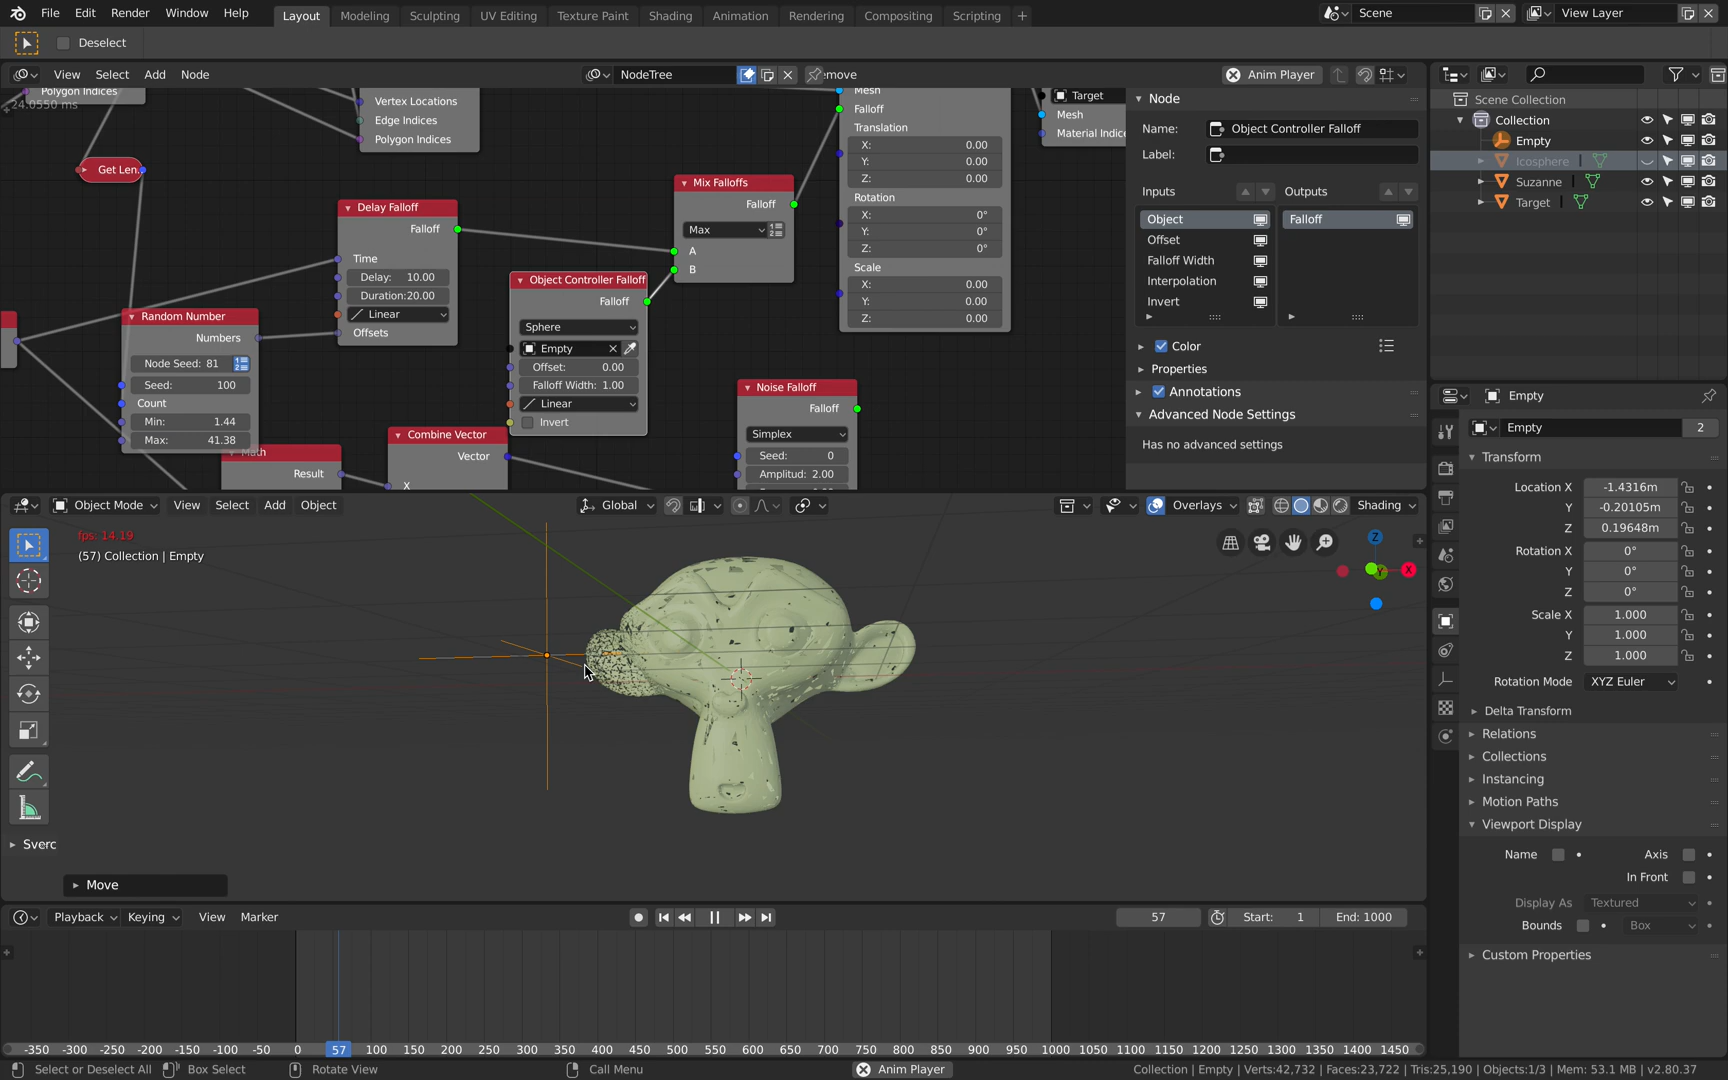 File Edit Render Window Help Layout Modeling Sculpting UV Editing Texture Paint Shading Animation Rendering Compositing Scripting + Scene View Layer
Deselect
View Select Add Node NodeTree emove Anim Player
Polygon Indices
24.0550 ms
Vertex Locations
Edge Indices
Polygon Indices
Get Len..
Delay Falloff
Falloff
Time
Delay: 10.00
Duration:20.00
Linear
Offsets
Random Number
Numbers
Node Seed: 81
Seed: 100
Count
Min: 1.44
Max: 41.38
Math
Result
Combine Vector
Vector
X
Object Controller Falloff
Falloff
Sphere
Empty
Offset: 0.00
Falloff Width: 1.00
Linear
Invert
Mix Falloffs
Falloff
Max
A
B
Noise Falloff
Falloff
Simplex
Seed: 0
Amplitud: 2.00
Mesh
Falloff
Translation
X: 0.00
Y: 0.00
Z: 0.00
Rotation
X: 0°
Y: 0°
Z: 0°
Scale
X: 0.00
Y: 0.00
Z: 0.00
Target
Mesh
Material Indice
Node
Name: Object Controller Falloff
Label:
Inputs Outputs
Object Falloff
Offset
Falloff Width
Interpolation
Invert
Color
Properties
Annotations
Advanced Node Settings
Has no advanced settings
Scene Collection
Collection
Empty
Icosphere
Suzanne
Target
Object Mode View Select Add Object Global Overlays Shading
fps: 14.19
(57) Collection | Empty
Z
Y X
Sverc
Move
Empty
Empty 2
Transform
Location X -1.4316m
Y -0.20105m
Z 0.19648m
Rotation X 0°
Y 0°
Z 0°
Scale X 1.000
Y 1.000
Z 1.000
Rotation Mode XYZ Euler
Delta Transform
Relations
Collections
Instancing
Motion Paths
Viewport Display
Name Axis
In Front
Display As Textured
Bounds Box
Custom Properties
Playback Keying View Marker 57 Start: 1 End: 1000
-350 -300 -250 -200 -150 -100 -50 0 57 100 150 200 250 300 350 400 450 500 550 600 650 700 750 800 850 900 950 1000 1050 1100 1150 1200 1250 1300 1350 1400 1450
Select or Deselect All Box Select Rotate View Call Menu Anim Player Collection | Empty | Verts:42,732 | Faces:23,722 | Tris:25,190 | Objects:1/3 | Mem: 53.1 MB | v2.80.37